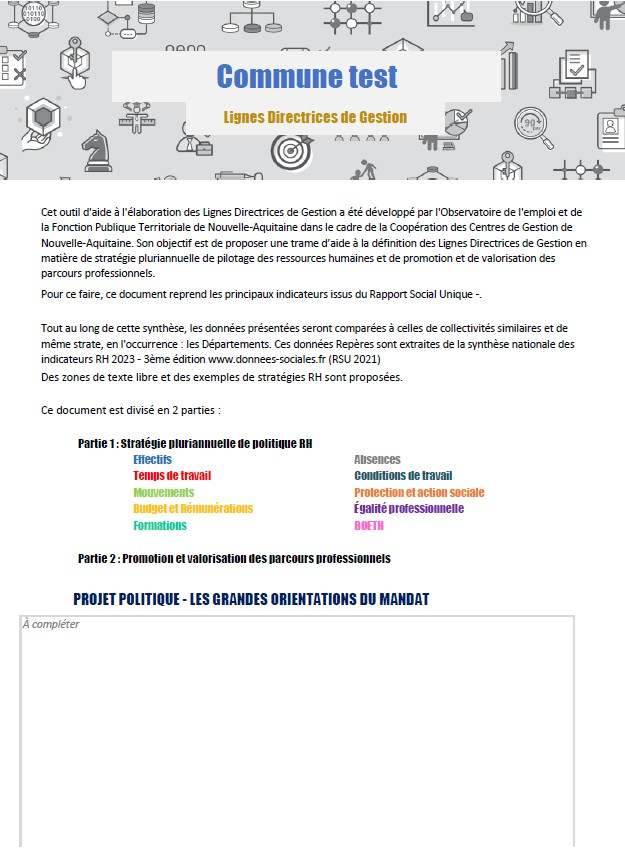 Commune test
Lignes Directrices de Gestion
Cet outil d'aide à l'élaboration des Lignes Directrices de Gestion a été développé par l'Observatoire de l'emploi et de
la Fonction Publique Territoriale de Nouvelle-Aquitaine dans le cadre de la Coopération des Centres de Gestion de
Nouvelle-Aquitaine. Son objectif est de proposer une trame d'aide à la définition des Lignes Directrices de Gestion en
matière de stratégie pluriannuelle de pilotage des ressources humaines et de promotion et de valorisation des
parcours professionnels.
Pour ce faire, ce document reprend les principaux indicateurs issus du Rapport Social Unique -.
Tout au long de cette synthèse, les données présentées seront comparées à celles de collectivités similaires et de
même strate, en l'occurrence : les Départements. Ces données Repères sont extraites de la synthèse nationale des
indicateurs RH 2023 - 3ème édition www.donnees-sociales.fr (RSU 2021)
Des zones de texte libre et des exemples de stratégies RH sont proposées.
Ce document est divisé en 2 parties :
Partie 1 : Stratégie pluriannuelle de politique RH
Effectifs
Temps de travail
Mouvements
Budget et Rémunérations
Formations
Absences
Conditions de travail
Protection et action sociale
Égalité professionnelle
BOETH
Partie 2 : Promotion et valorisation des parcours professionnels
PROJET POLITIQUE - LES GRANDES ORIENTATIONS DU MANDAT
À compléter